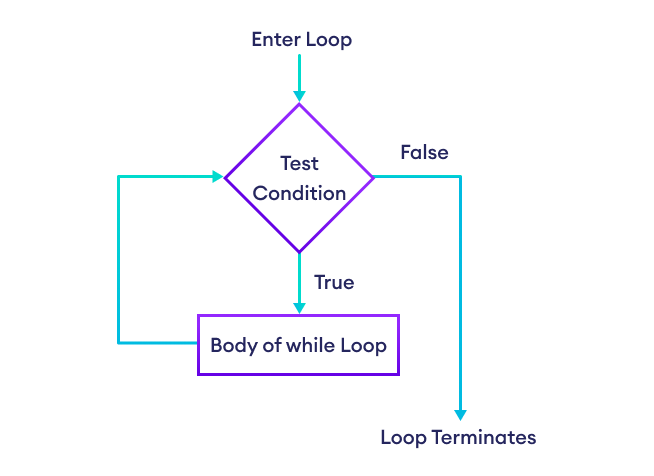 Enter Loop
Test
Condition
False
True
Body of while Loop
Loop Terminates